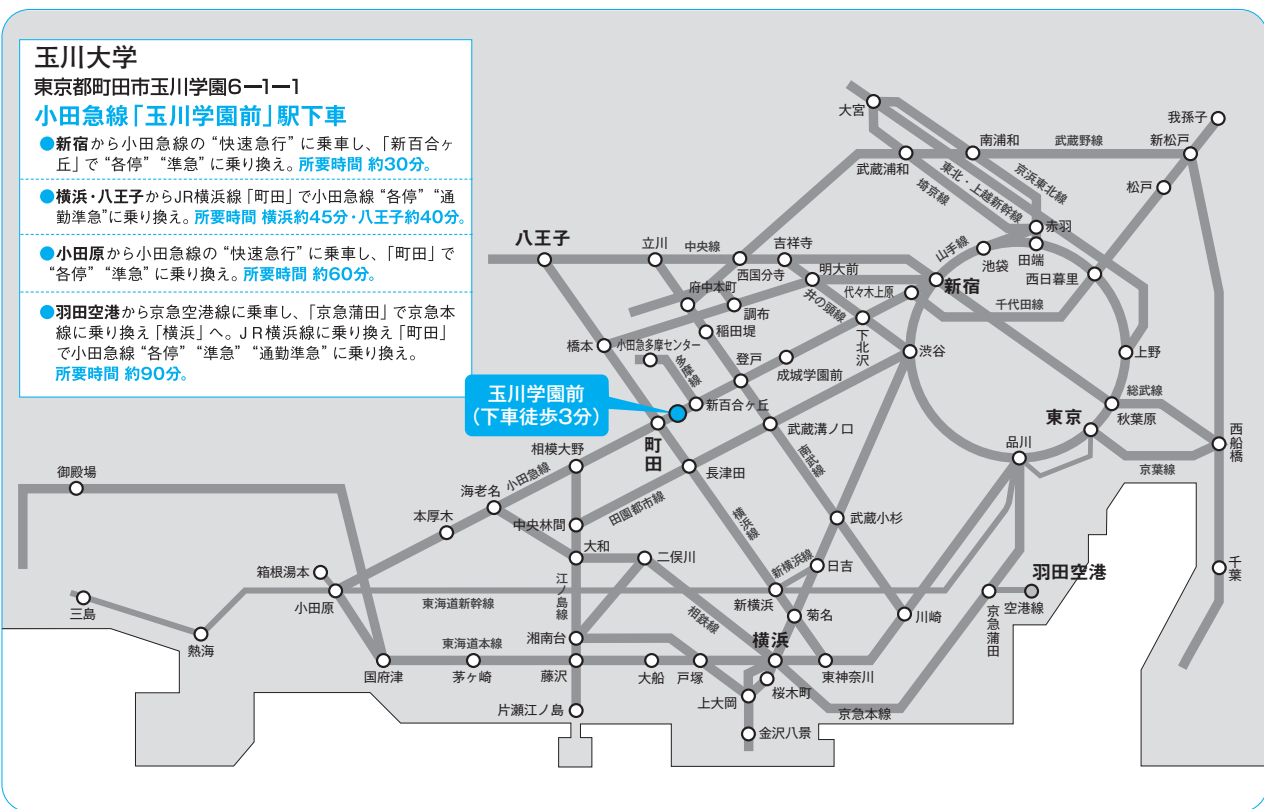 玉川大学
東京都町田市玉川学園6ー1ー1
小田急線「玉川学園前」駅下車
●新宿から小田急線の“快速急行”に乗車し、「新百合ヶ
丘」で“各停”“準急”に乗り換え。所要時間 約30分。
●横浜・八王子からJR横浜線「町田」で小田急線“各停”“通
勤準急”に乗り換え。所要時間 横浜約45分・八王子約40分。
●小田原から小田急線の“快速急行”に乗車し、「町田」で
“各停”“準急”に乗り換え。所要時間 約60分。
●羽田空港から京急空港線に乗車し、「京急蒲田」で京急本
線に乗り換え「横浜」へ。JR横浜線に乗り換え「町田」
で小田急線“各停”“準急”“通勤準急”に乗り換え。
所要時間 約90分。
大宮
我孫子
南浦和
武蔵野線
新松戸
武蔵浦和
京浜東北線
東北・上越新幹線
埼京線
松戸
赤羽
八王子
立川
中央線
吉祥寺
山手線
池袋
田端
西国分寺
明大前
西日暮里
新宿
府中本町
代々木上原
井の頭線
調布
千代田線
稲田堤
橋本
小田急多摩センター
登戸
下北沢
渋谷
上野
多摩線
成城学園前
玉川学園前
(下車徒歩3分)
新百合ヶ丘
総武線
秋葉原
東京
武蔵溝ノ口
町田
相模大野
品川
西船橋
南武線
京葉線
御殿場
小田急線
長津田
海老名
田園都市線
本厚木
中央林間
横浜線
武蔵小杉
大和
二俣川
新横浜線
日吉
千葉
箱根湯本
羽田空港
小田原
東海道新幹線
江ノ島線
新横浜
空港線
三島
相鉄線
菊名
川崎
京急蒲田
熱海
湘南台
横浜
東海道本線
国府津
茅ヶ崎
藤沢
大船
戸塚
東神奈川
桜木町
上大岡
片瀬江ノ島
京急本線
金沢八景